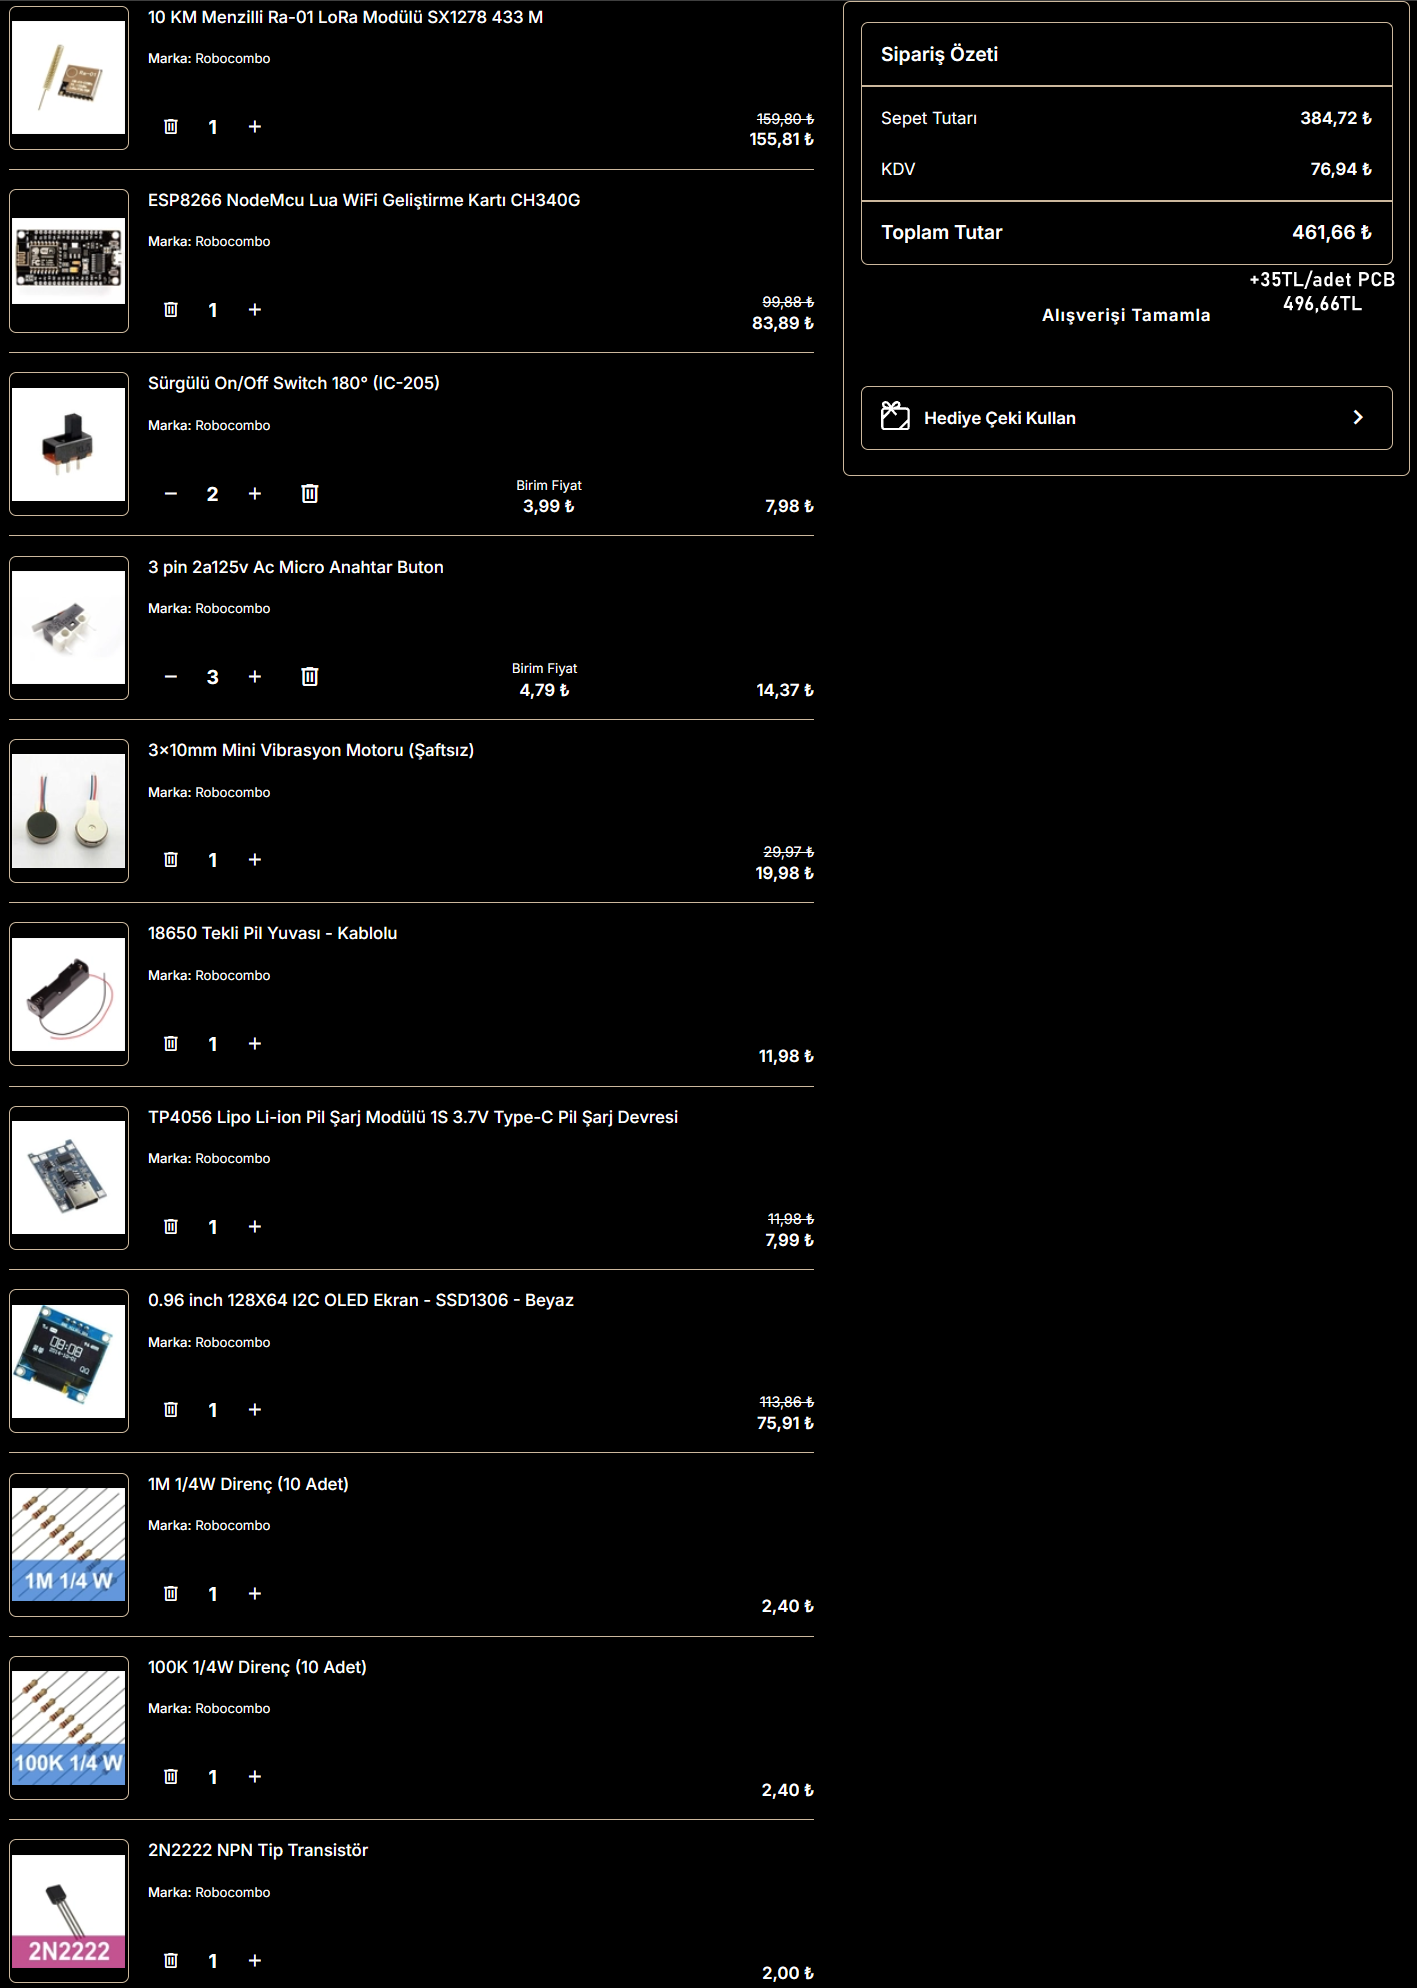 10 KM Menzilli Ra-01 LoRa Modülü SX1278 433 M
Marka: Robocombo
1
159,80 ₺
155,81 ₺
ESP8266 NodeMcu Lua WiFi Geliştirme Kartı CH340G
Marka: Robocombo
1
99,88 ₺
83,89 ₺
Sürgülü On/Off Switch 180° (IC-205)
Marka: Robocombo
2
Birim Fiyat
3,99 ₺
7,98 ₺
3 pin 2a125v Ac Micro Anahtar Buton
Marka: Robocombo
3
Birim Fiyat
4,79 ₺
14,37 ₺
3x10mm Mini Vibrasyon Motoru (Şaftsız)
Marka: Robocombo
1
29,97 ₺
19,98 ₺
18650 Tekli Pil Yuvası - Kablolu
Marka: Robocombo
1
11,98 ₺
TP4056 Lipo Li-ion Pil Şarj Modülü 1S 3.7V Type-C Pil Şarj Devresi
Marka: Robocombo
1
11,98 ₺
7,99 ₺
0.96 inch 128X64 I2C OLED Ekran - SSD1306 - Beyaz
Marka: Robocombo
08:08
1
113,86 ₺
75,91 ₺
1M 1/4W Direnç (10 Adet)
Marka: Robocombo
1M 1/4 W
1
2,40 ₺
100K 1/4W Direnç (10 Adet)
Marka: Robocombo
100K 1/4 W
1
2,40 ₺
2N2222 NPN Tip Transistör
Marka: Robocombo
2N2222
1
2,00 ₺
Sipariş Özeti
Sepet Tutarı 384,72 ₺
KDV 76,94 ₺
Toplam Tutar 461,66 ₺
+35TL/adet PCB
496,66TL
Alışverişi Tamamla
Hediye Çeki Kullan